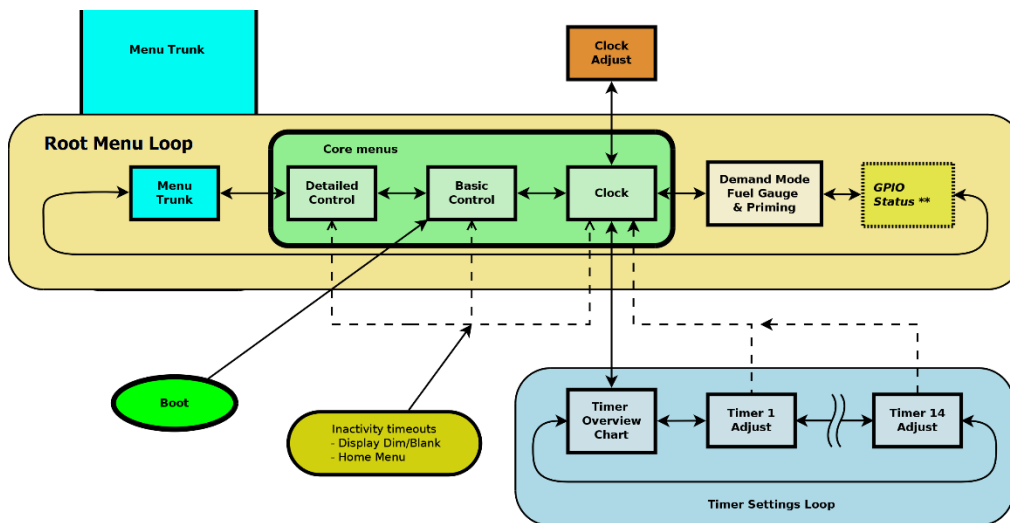 Menu Trunk
Clock
Adjust
Root Menu Loop
Core menus
Menu
Trunk
Detailed
Control
Basic
Control
Clock
Demand Mode
Fuel Gauge
& Priming
GPIO
Status **
Boot
Inactivity timeouts
- Display Dim/Blank
- Home Menu
Timer
Overview
Chart
Timer 1
Adjust
Timer 14
Adjust
Timer Settings Loop